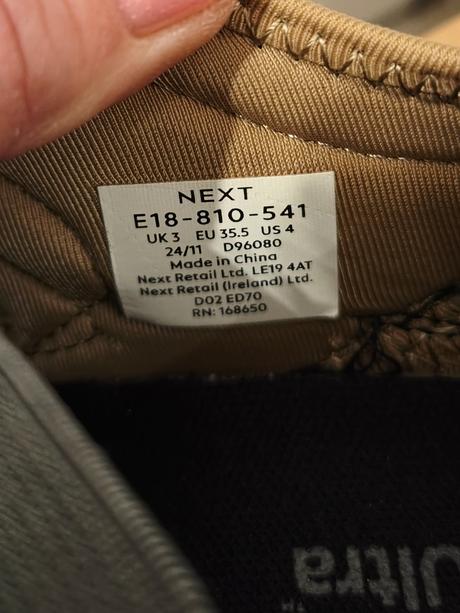 NEXT
E18-810-541
UK 3 EU 35.5 US 4
24/11 D96080
Made in China
Next Retail Ltd. LE19 4AT
Next Retail (Ireland) Ltd.
D02 ED70
RN: 168650
Ultra